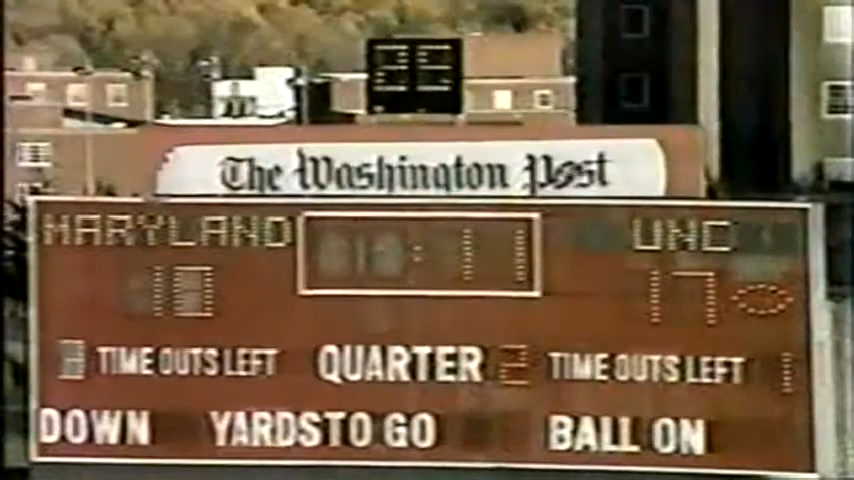 The Washington Post
MARYLAND : 11 UNC
17
TIME OUTS LEFT QUARTER 2 TIME OUTS LEFT 1
DOWN YARDS TO GO BALL ON